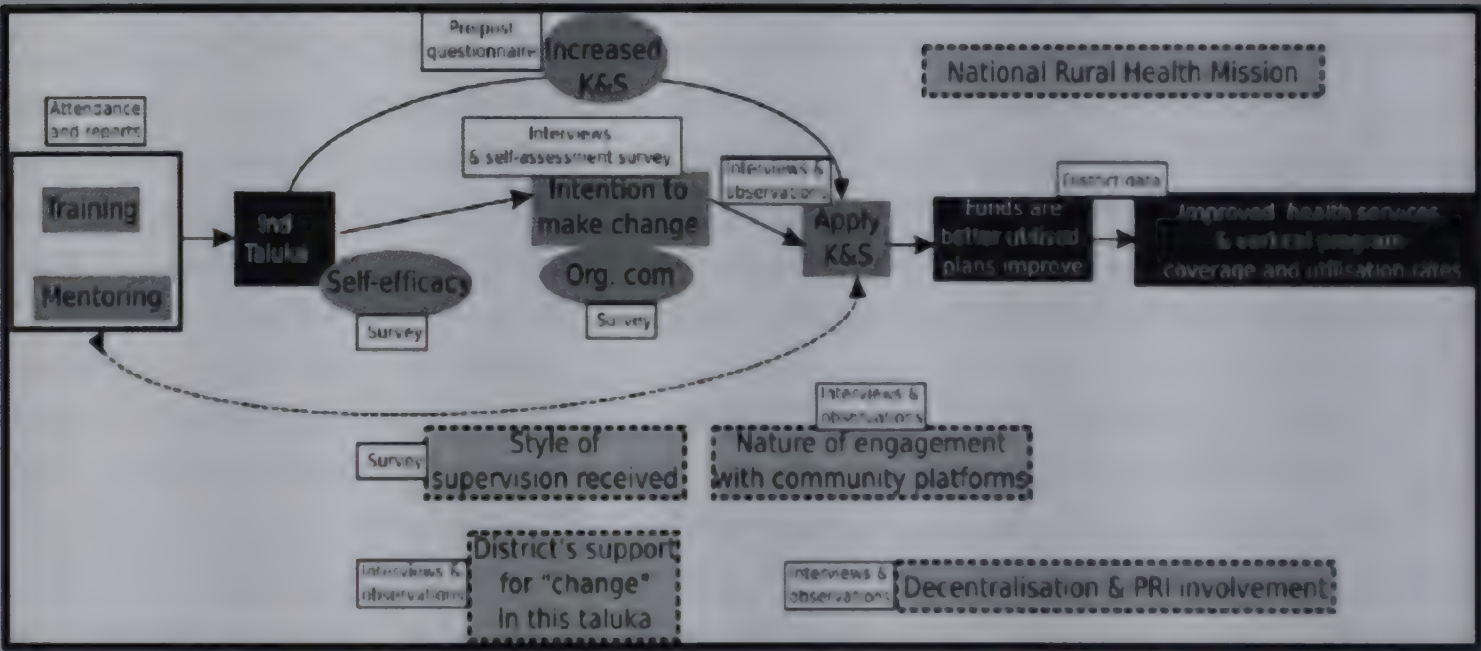 Pre-post
questionnaire
Increased
K&S
National Rural Health Mission
Attendance
and reports
Interviews
& self-assessment survey
Interviews &
observations
District data
Training
Mentoring
Ind
Taluka
Intention to
make change
Apply
K&S
Funds are
better utilised
plans improve
Improved health services
& vertical program
coverage and utilisation rates
Self-efficacy
Survey
Org. com
Survey
Interviews &
observations
Survey
Style of
supervision received
Nature of engagement
with community platforms
Interviews &
observations
District's support
for "change"
in this taluka
Interviews &
observations
Decentralisation & PRI involvement